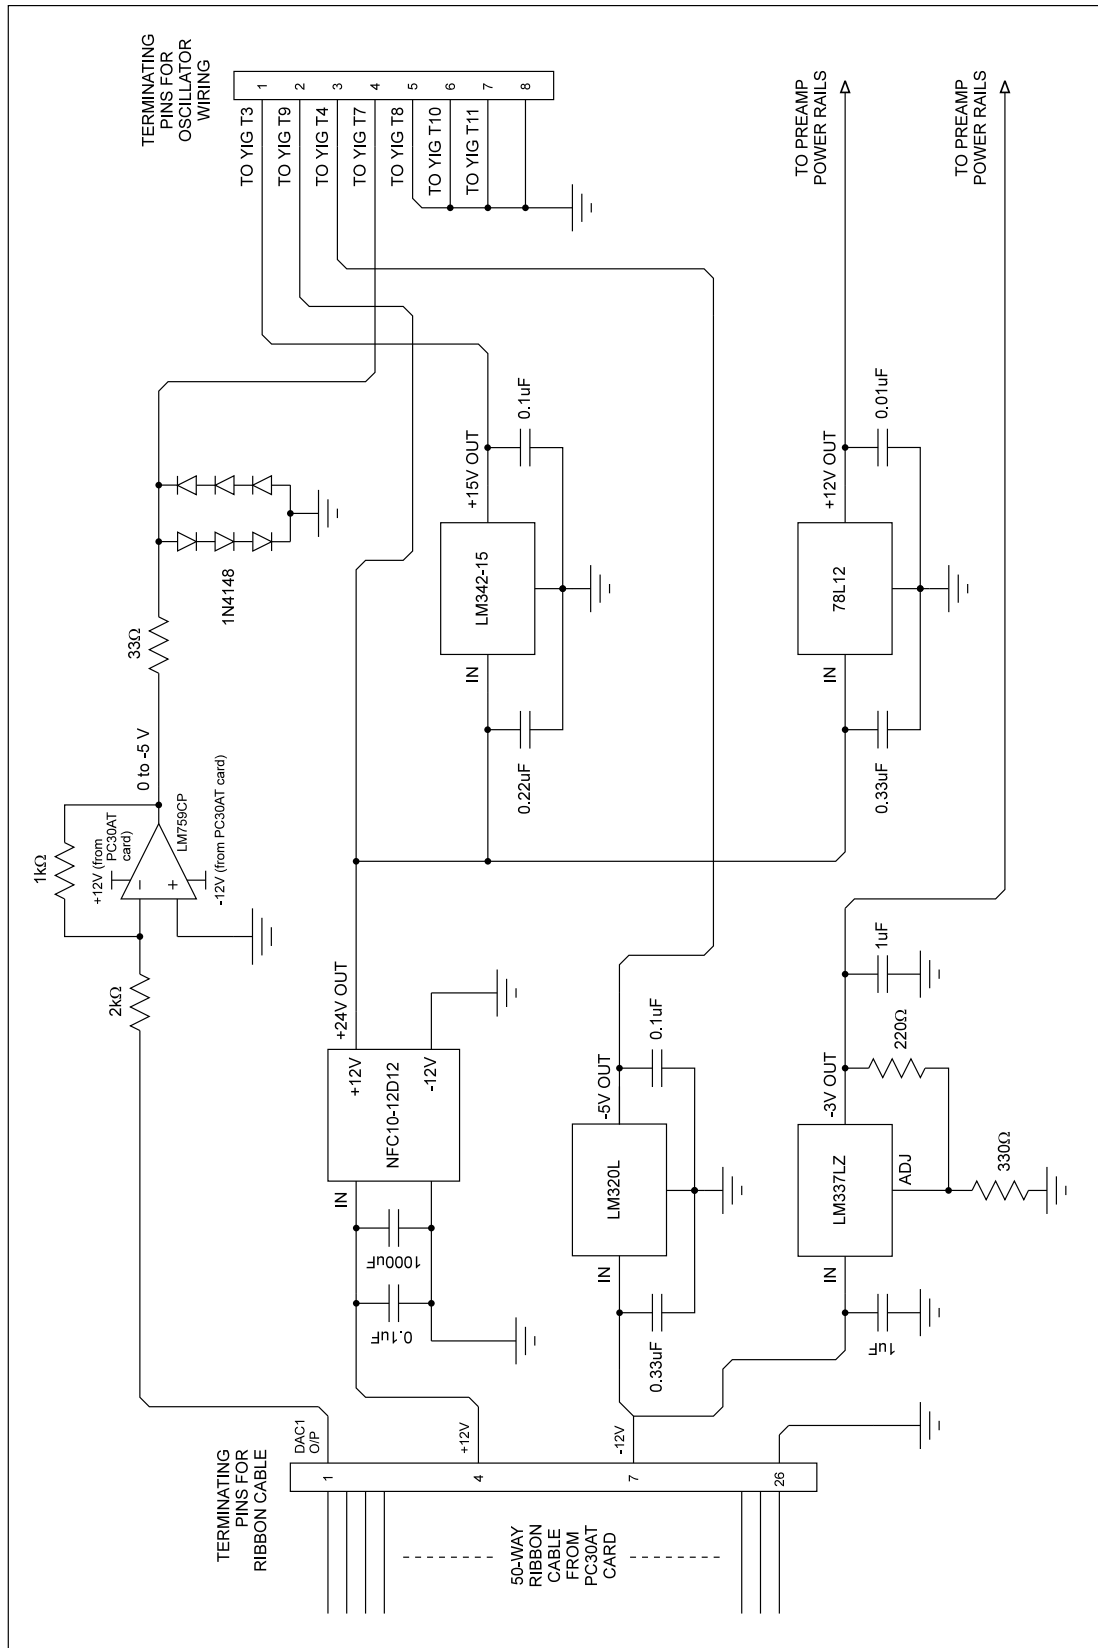 TERMINATING
PINS FOR
RIBBON CABLE
1
4
7
26
50-WAY
RIBBON
CABLE
FROM
PC30AT
CARD
DAC1
O/P
+12V
-12V
2kΩ
1kΩ
+12V (from
PC30AT
card)
-
+
LM759CP
-12V (from PC30AT card)
0 to -5 V
33Ω
1N4148
TERMINATING
PINS FOR
OSCILLATOR
WIRING
1
2
3
4
5
6
7
8
TO YIG T3
TO YIG T9
TO YIG T4
TO YIG T7
TO YIG T8
TO YIG T10
TO YIG T11
0.1uF
1000uF
IN
NFC10-12D12
+12V
-12V
+24V OUT
0.22uF
IN
LM342-15
+15V OUT
0.1uF
0.33uF
IN
LM320L
-5V OUT
0.1uF
0.33uF
IN
78L12
+12V OUT
0.01uF
TO PREAMP
POWER RAILS
1uF
IN
LM337LZ
ADJ
-3V OUT
220Ω
330Ω
1uF
TO PREAMP
POWER RAILS